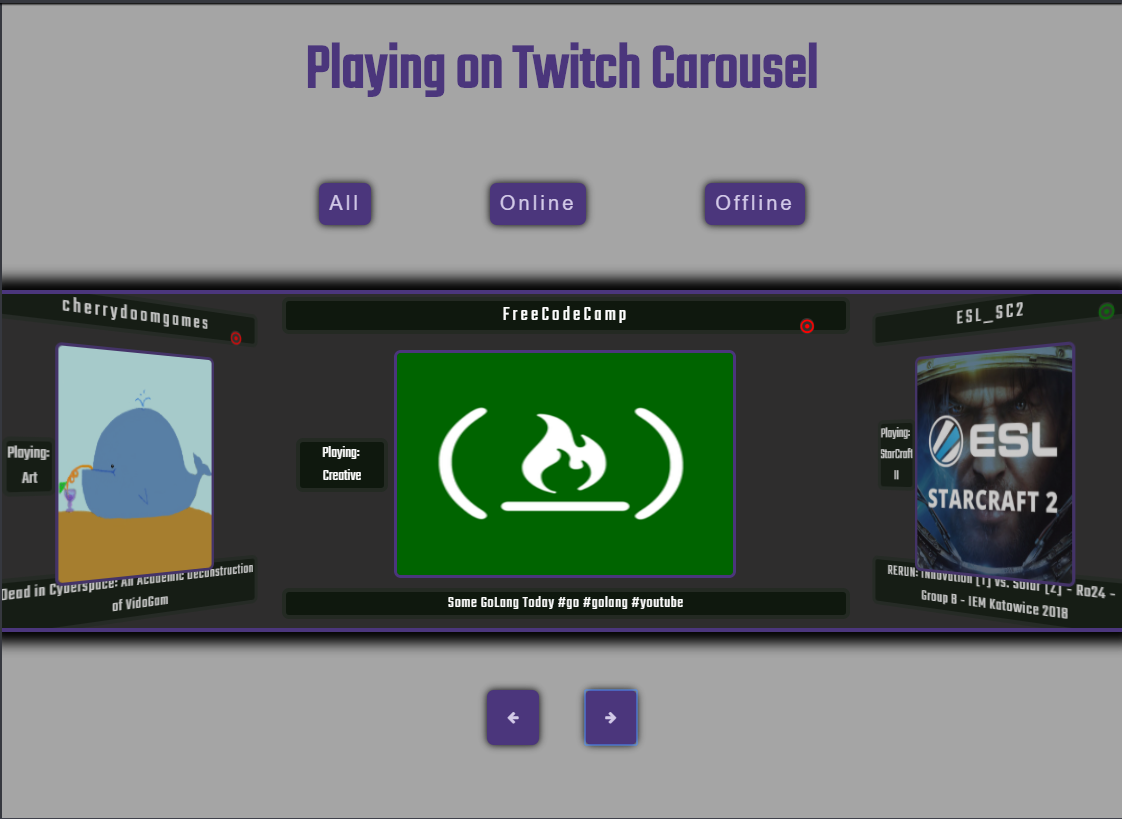 Playing on Twitch Carousel
All
Online
Offline
cherrydoomgames
Playing:
Art
Dead in Cyberspace: An Academic Deconstruction
of VidoGam
FreeCodeCamp
Playing:
Creative
Some GoLang Today #go #golang #youtube
ESL_SC2
Playing:
StarCraft
II
ESL
STARCRAFT 2
RERUN: Innovation [T] vs. Solar [Z] - Ro24 -
Group B - IEM Katowice 2018